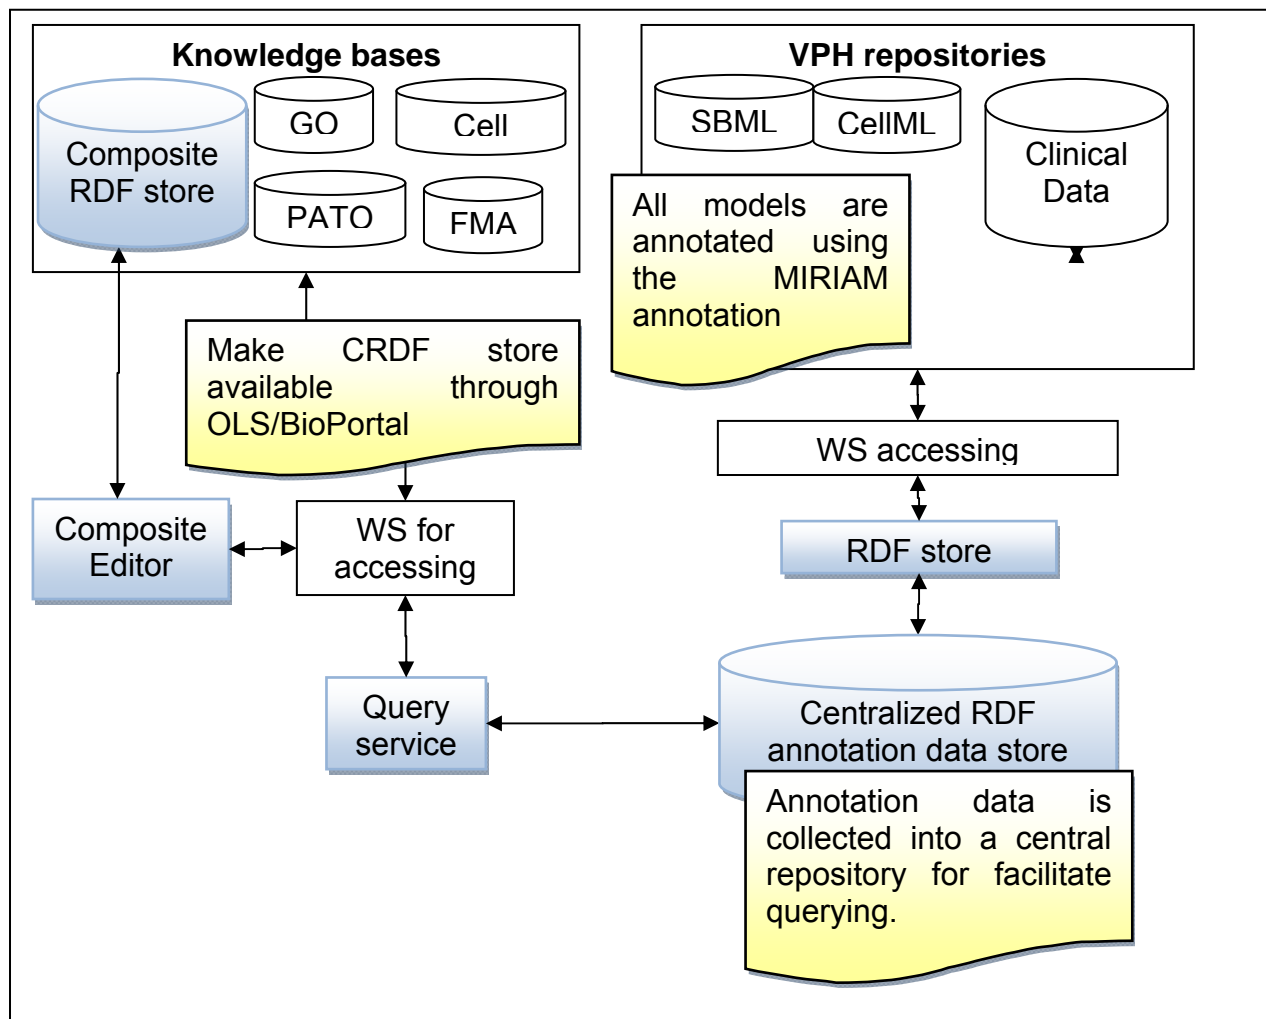 Knowledge bases
Composite
RDF store
GO
Cell
PATO
FMA
VPH repositories
SBML
CellML
Clinical
Data
All models are
annotated using
the MIRIAM
annotation
Make CRDF store
available through
OLS/BioPortal
WS accessing
Composite
Editor
WS for
accessing
RDF store
Query
service
Centralized RDF
annotation data store
Annotation data is
collected into a central
repository for facilitate
querying.